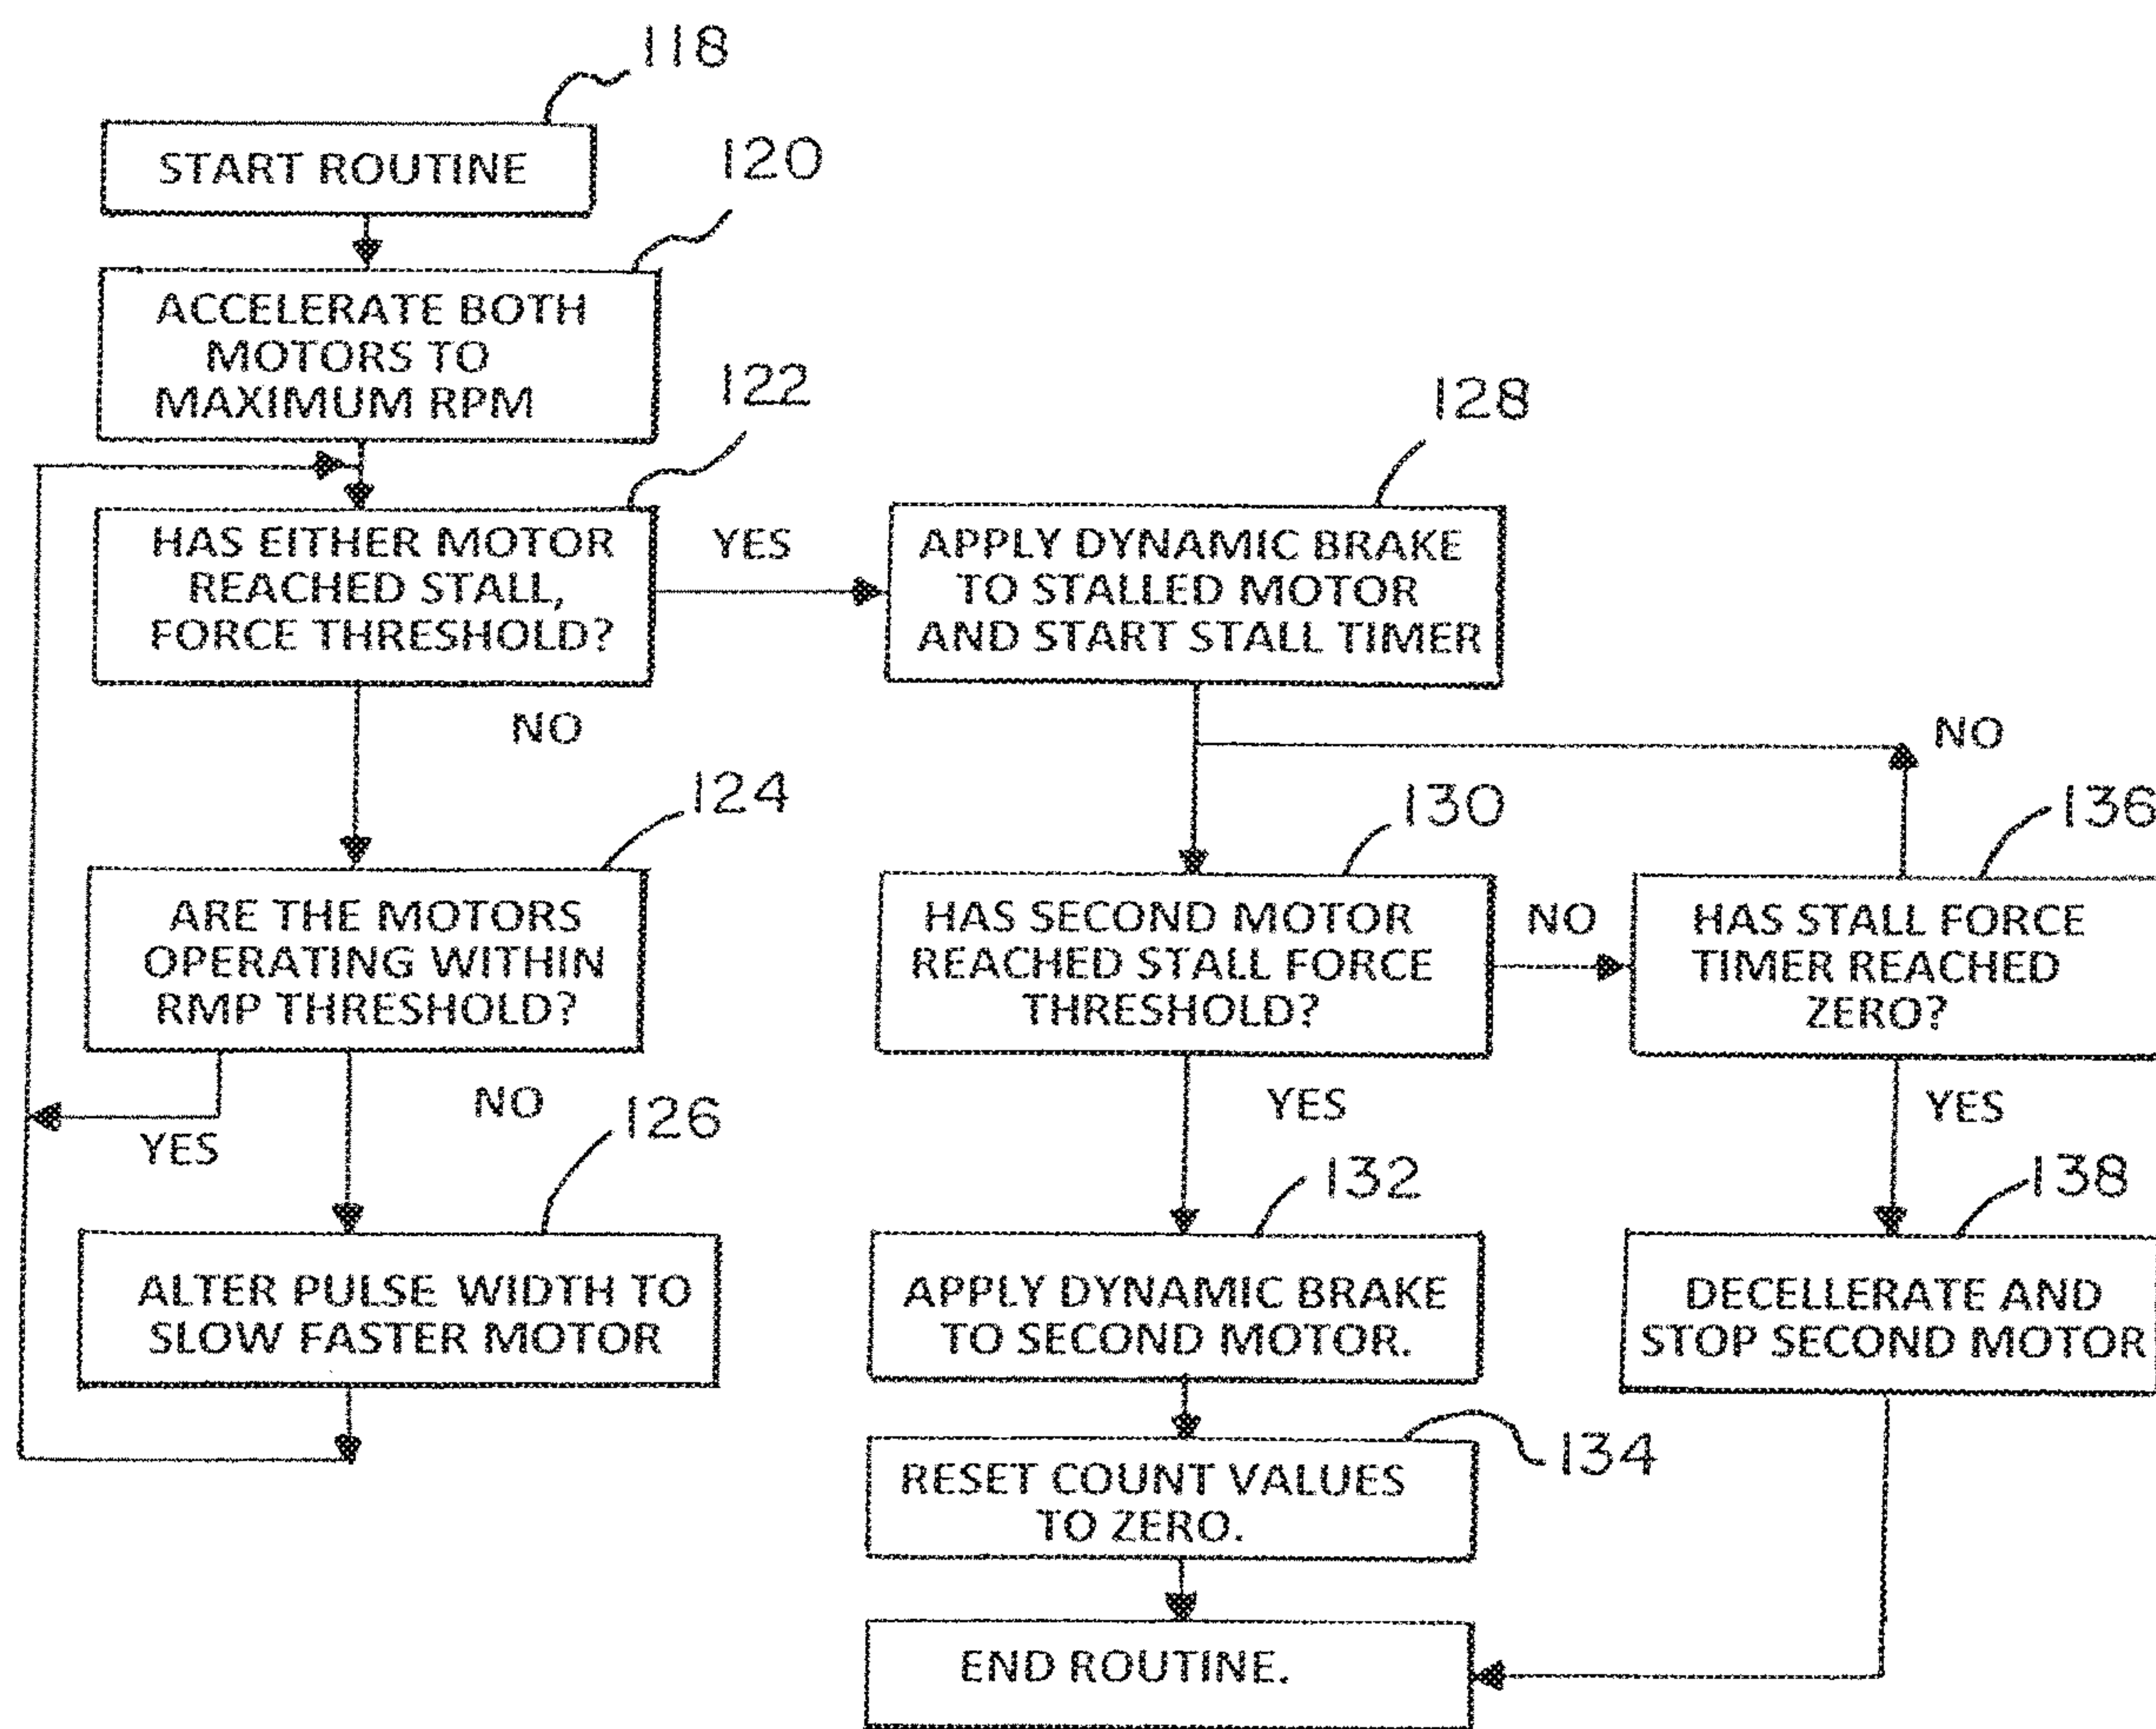 118
START ROUTINE
120
ACCELERATE BOTH
MOTORS TO
MAXIMUM RPM
122
HAS EITHER MOTOR
REACHED STALL,
FORCE THRESHOLD?
YES
NO
128
APPLY DYNAMIC BRAKE
TO STALLED MOTOR
AND START STALL TIMER
124
ARE THE MOTORS
OPERATING WITHIN
RMP THRESHOLD?
YES
NO
126
ALTER PULSE WIDTH TO
SLOW FASTER MOTOR
130
HAS SECOND MOTOR
REACHED STALL FORCE
THRESHOLD?
NO
YES
136
HAS STALL FORCE
TIMER REACHED
ZERO?
NO
YES
132
APPLY DYNAMIC BRAKE
TO SECOND MOTOR.
138
DECELLERATE AND
STOP SECOND MOTOR
134
RESET COUNT VALUES
TO ZERO.
END ROUTINE.